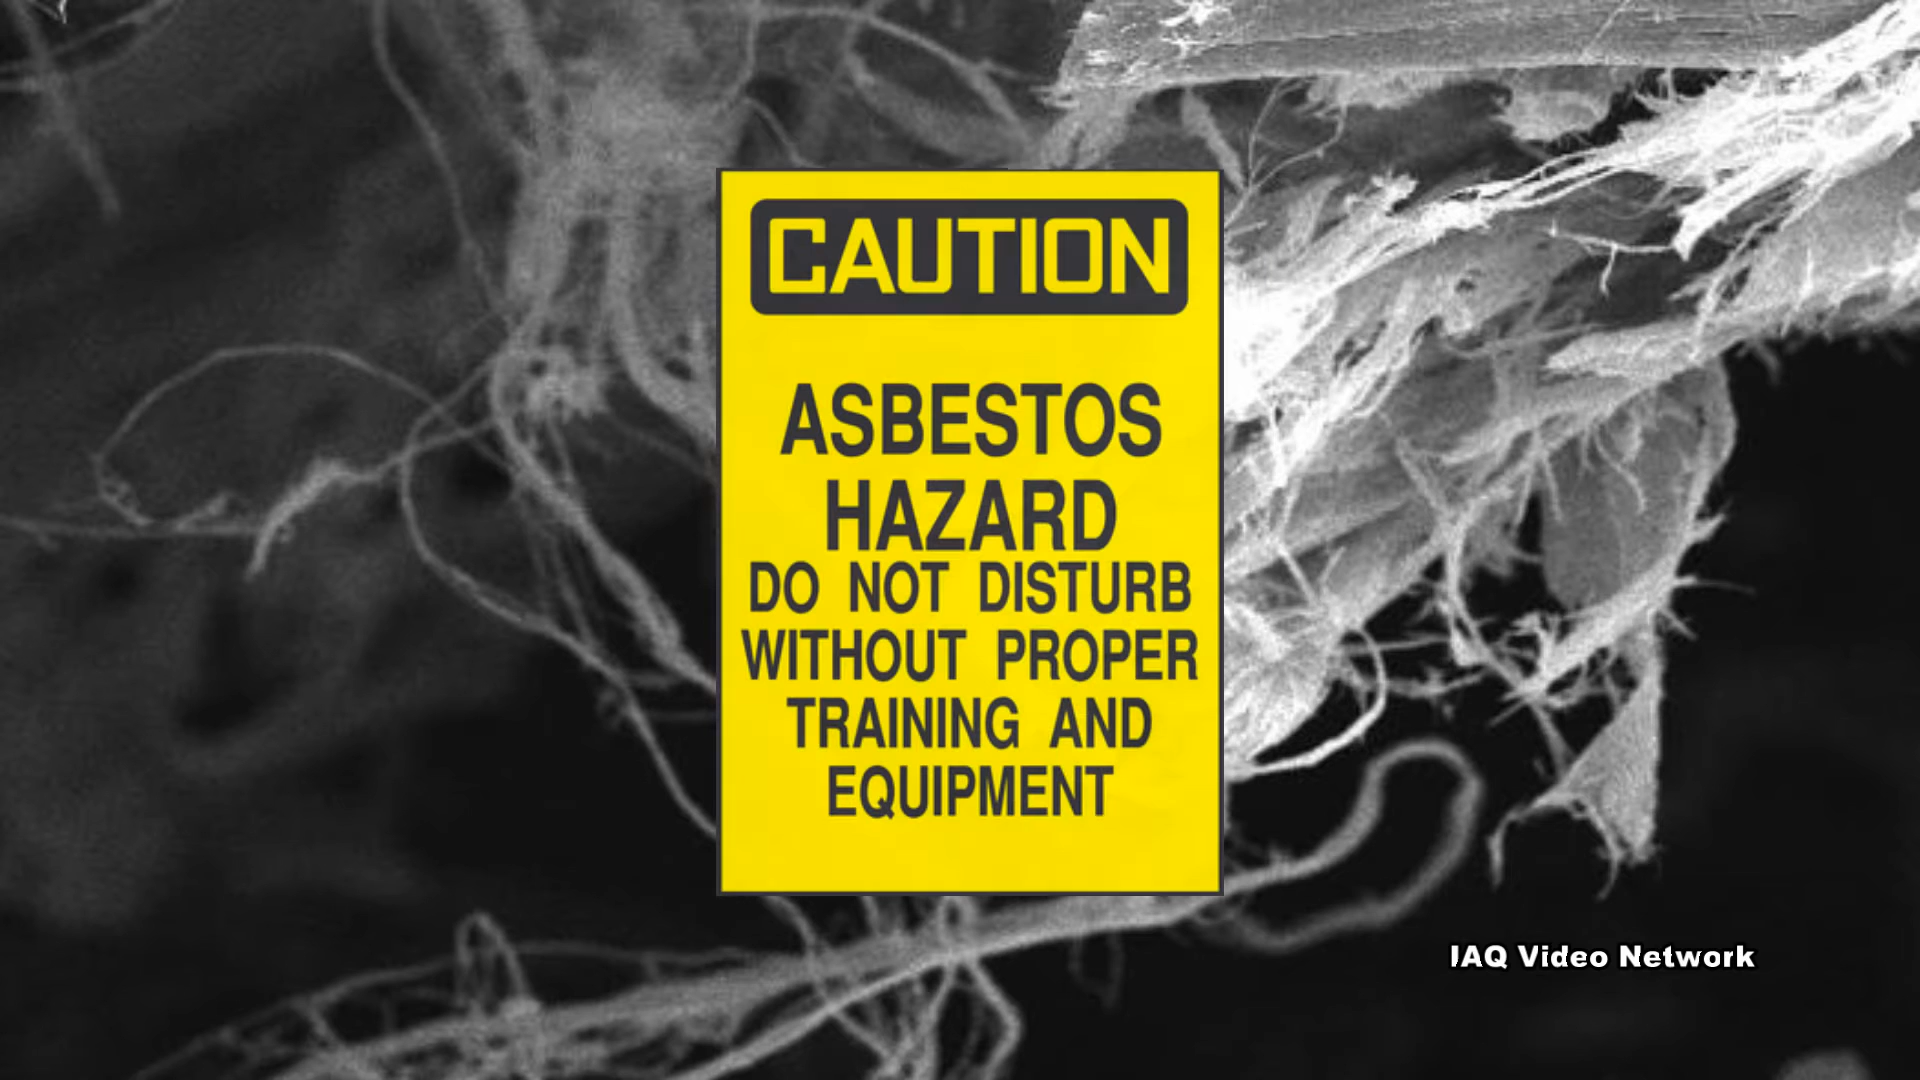 CAUTION
ASBESTOS
HAZARD
DO NOT DISTURB
WITHOUT PROPER
TRAINING AND
EQUIPMENT
IAQ Video Network